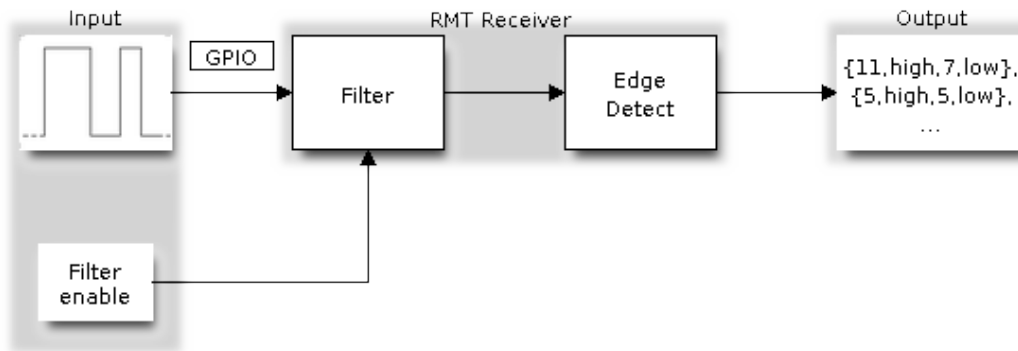 Input
RMT Receiver
Output
GPIO
Filter
Edge
Detect
{11,high,7,low},
{5,high,5,low},
...
Filter
enable